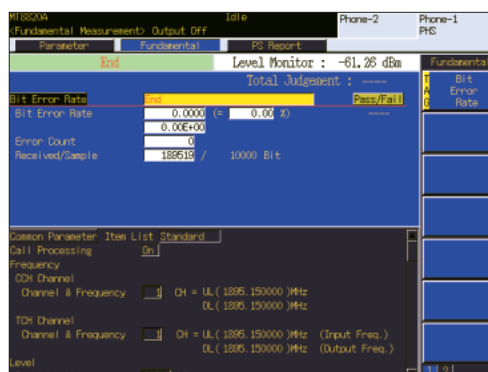 MT8820A Idle Phone-2 Phone-1
<Fundamental Measurement> Output Off PHS
Parameter Fundamental PS Report
End Level Monitor : -61.26 dBm Fundamental
Total Judgement : ----
T A G Bit Error Rate
Bit Error Rate End Pass/Fail
Bit Error Rate 0.0000 (= 0.00 %) ----
0.00E+00
Error Count 0
Received/Sample 189519 / 10000 Bit
Common Parameter Item List Standard
Call Processing On
Frequency
CCH Channel
Channel & Frequency 1 CH = UL( 1895.150000 )MHz
DL( 1895.150000 )MHz
TCH Channel
Channel & Frequency 1 CH = UL( 1895.150000 )MHz (Input Freq.)
DL( 1895.150000 )MHz (Output Freq.)
Level
1 2